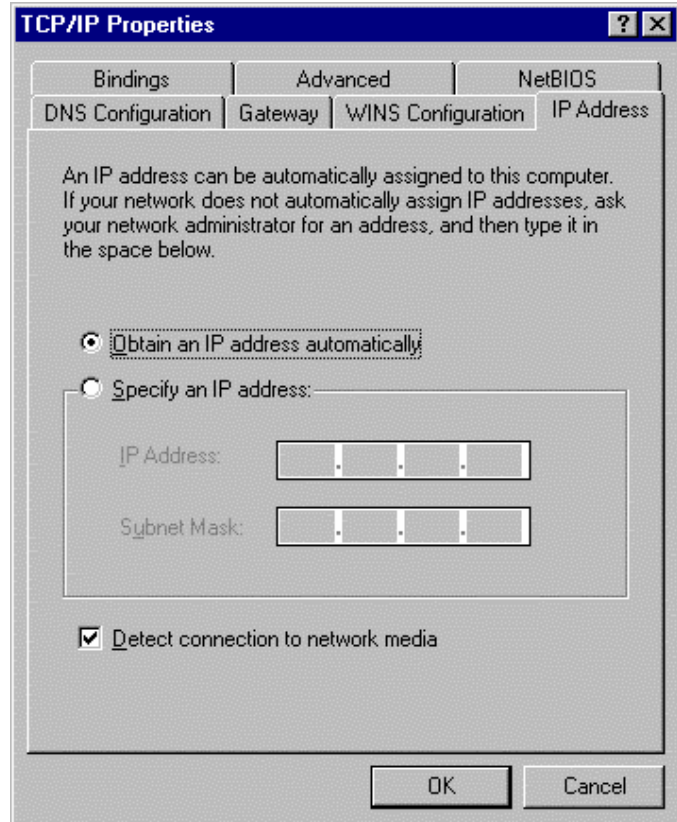 TCP/IP Properties
Bindings Advanced NetBIOS
DNS Configuration Gateway WINS Configuration IP Address
An IP address can be automatically assigned to this computer.
If your network does not automatically assign IP addresses, ask
your network administrator for an address, and then type it in
the space below.
Obtain an IP address automatically
Specify an IP address:
IP Address:
Subnet Mask:
Detect connection to network media
OK Cancel